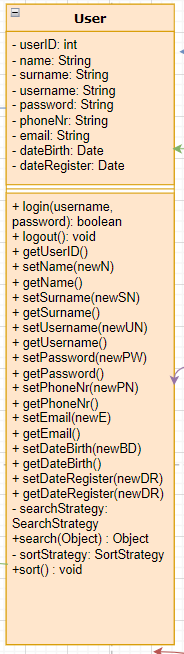 User
- userID: int
- name: String
- surname: String
- username: String
- password: String
- phoneNr: String
- email: String
- dateBirth: Date
- dateRegister: Date
+ login(username,
password): boolean
+ logout(): void
+ getUserID()
+ setName(newN)
+ getName()
+ setSurname(newSN)
+ getSurname()
+ setUsername(newUN)
+ getUsername()
+ setPassword(newPW)
+ getPassword()
+ setPhoneNr(newPN)
+ getPhoneNr()
+ setEmail(newE)
+ getEmail()
+ setDateBirth(newBD)
+ getDateBirth()
+ setDateRegister(newDR)
+ getDateRegister(newDR)
- searchStrategy:
SearchStrategy
+search(Object) : Object
- sortStrategy: SortStrategy
+sort() : void